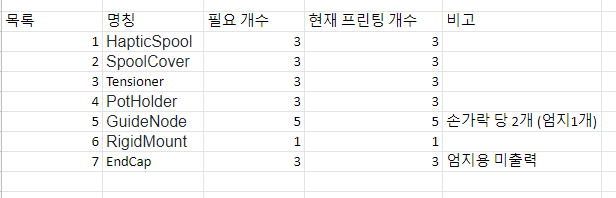 목록 명칭 필요 개수 현재 프린팅 개수 비고
1 HapticSpool 3 3
2 SpoolCover 3 3
3 Tensioner 3 3
4 PotHolder 3 3
5 GuideNode 5 5 손가락 당 2개 (엄지1개)
6 RigidMount 1 1
7 EndCap 3 3 엄지용 미출력